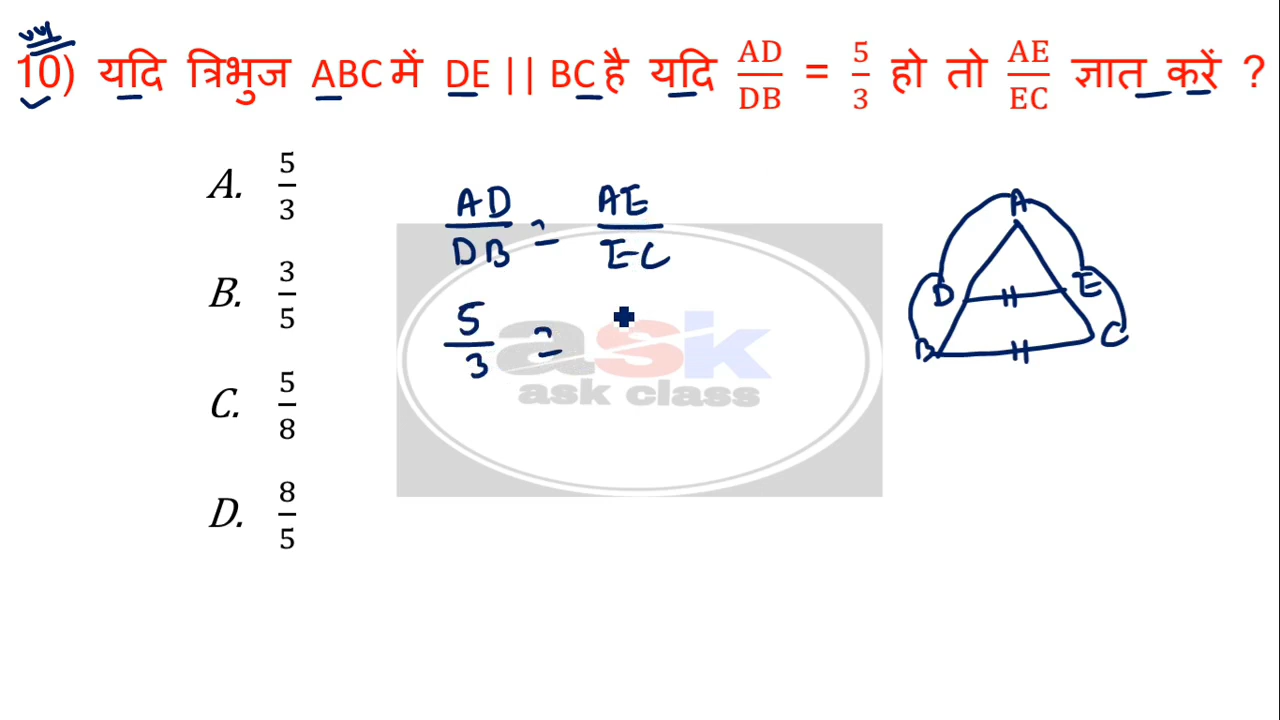 10) यदि त्रिभुज ABC में DE || BC है यदि AD/DB = 5/3 हो तो AE/EC ज्ञात करें ?
A. 5/3
B. 3/5
C. 5/8
D. 8/5
AD/DB = AE/EC
5/3 =
A
D E
B C
ask
ask class